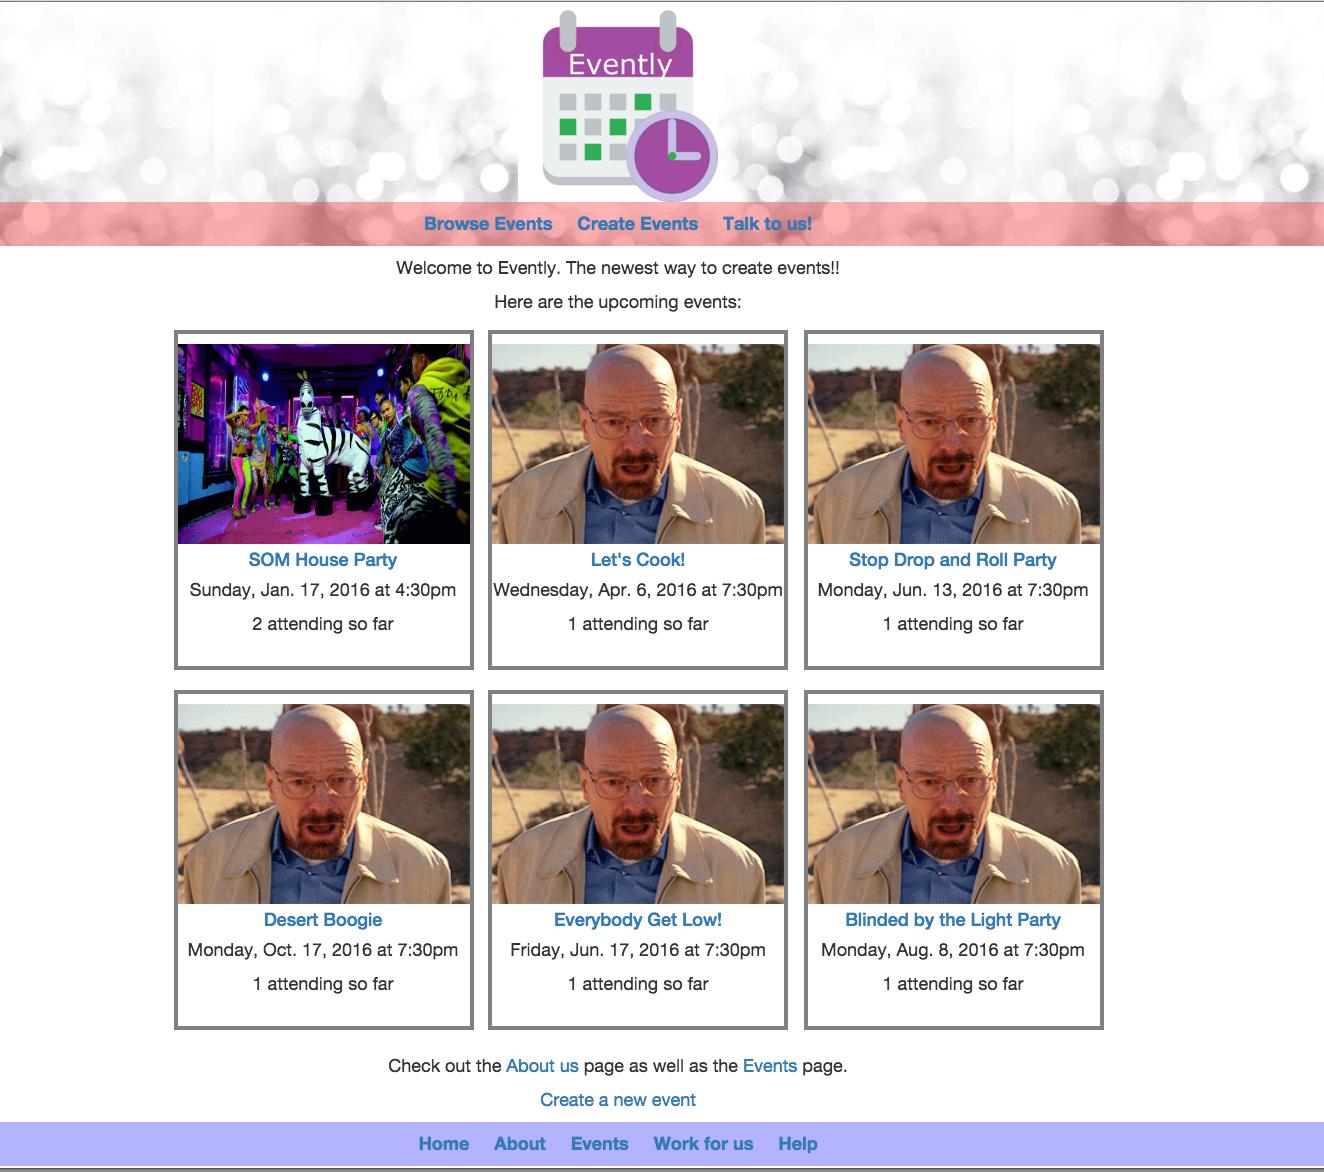 Evently
Browse Events Create Events Talk to us!
Welcome to Evently. The newest way to create events!!
Here are the upcoming events:
SOM House Party
Sunday, Jan. 17, 2016 at 4:30pm
2 attending so far
Let's Cook!
Wednesday, Apr. 6, 2016 at 7:30pm
1 attending so far
Stop Drop and Roll Party
Monday, Jun. 13, 2016 at 7:30pm
1 attending so far
Desert Boogie
Monday, Oct. 17, 2016 at 7:30pm
1 attending so far
Everybody Get Low!
Friday, Jun. 17, 2016 at 7:30pm
1 attending so far
Blinded by the Light Party
Monday, Aug. 8, 2016 at 7:30pm
1 attending so far
Check out the About us page as well as the Events page.
Create a new event
Home About Events Work for us Help